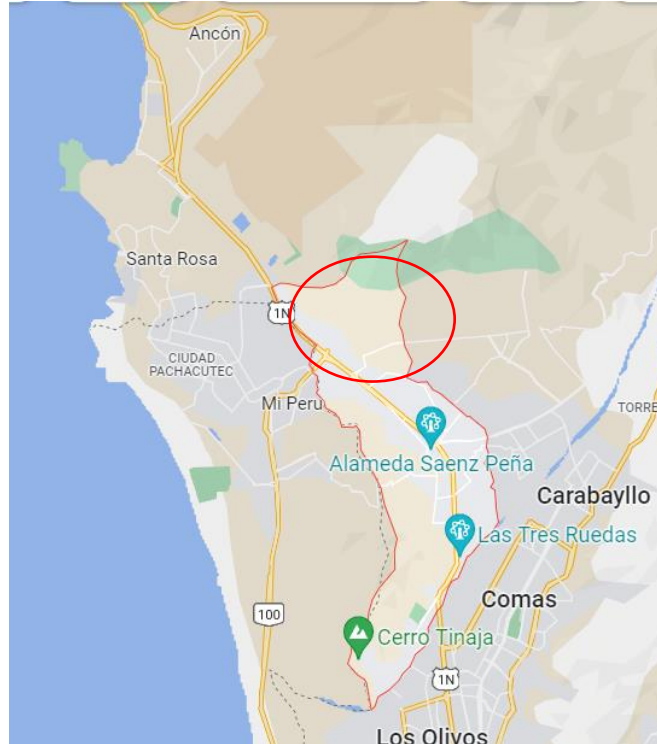 Ancón
Santa Rosa
1N
CIUDAD
PACHACUTEC
Mi Peru
TORRE
Alameda Saenz Peña
Carabayllo
Las Tres Ruedas
Comas
100
Cerro Tinaja
1N
Los Olivos